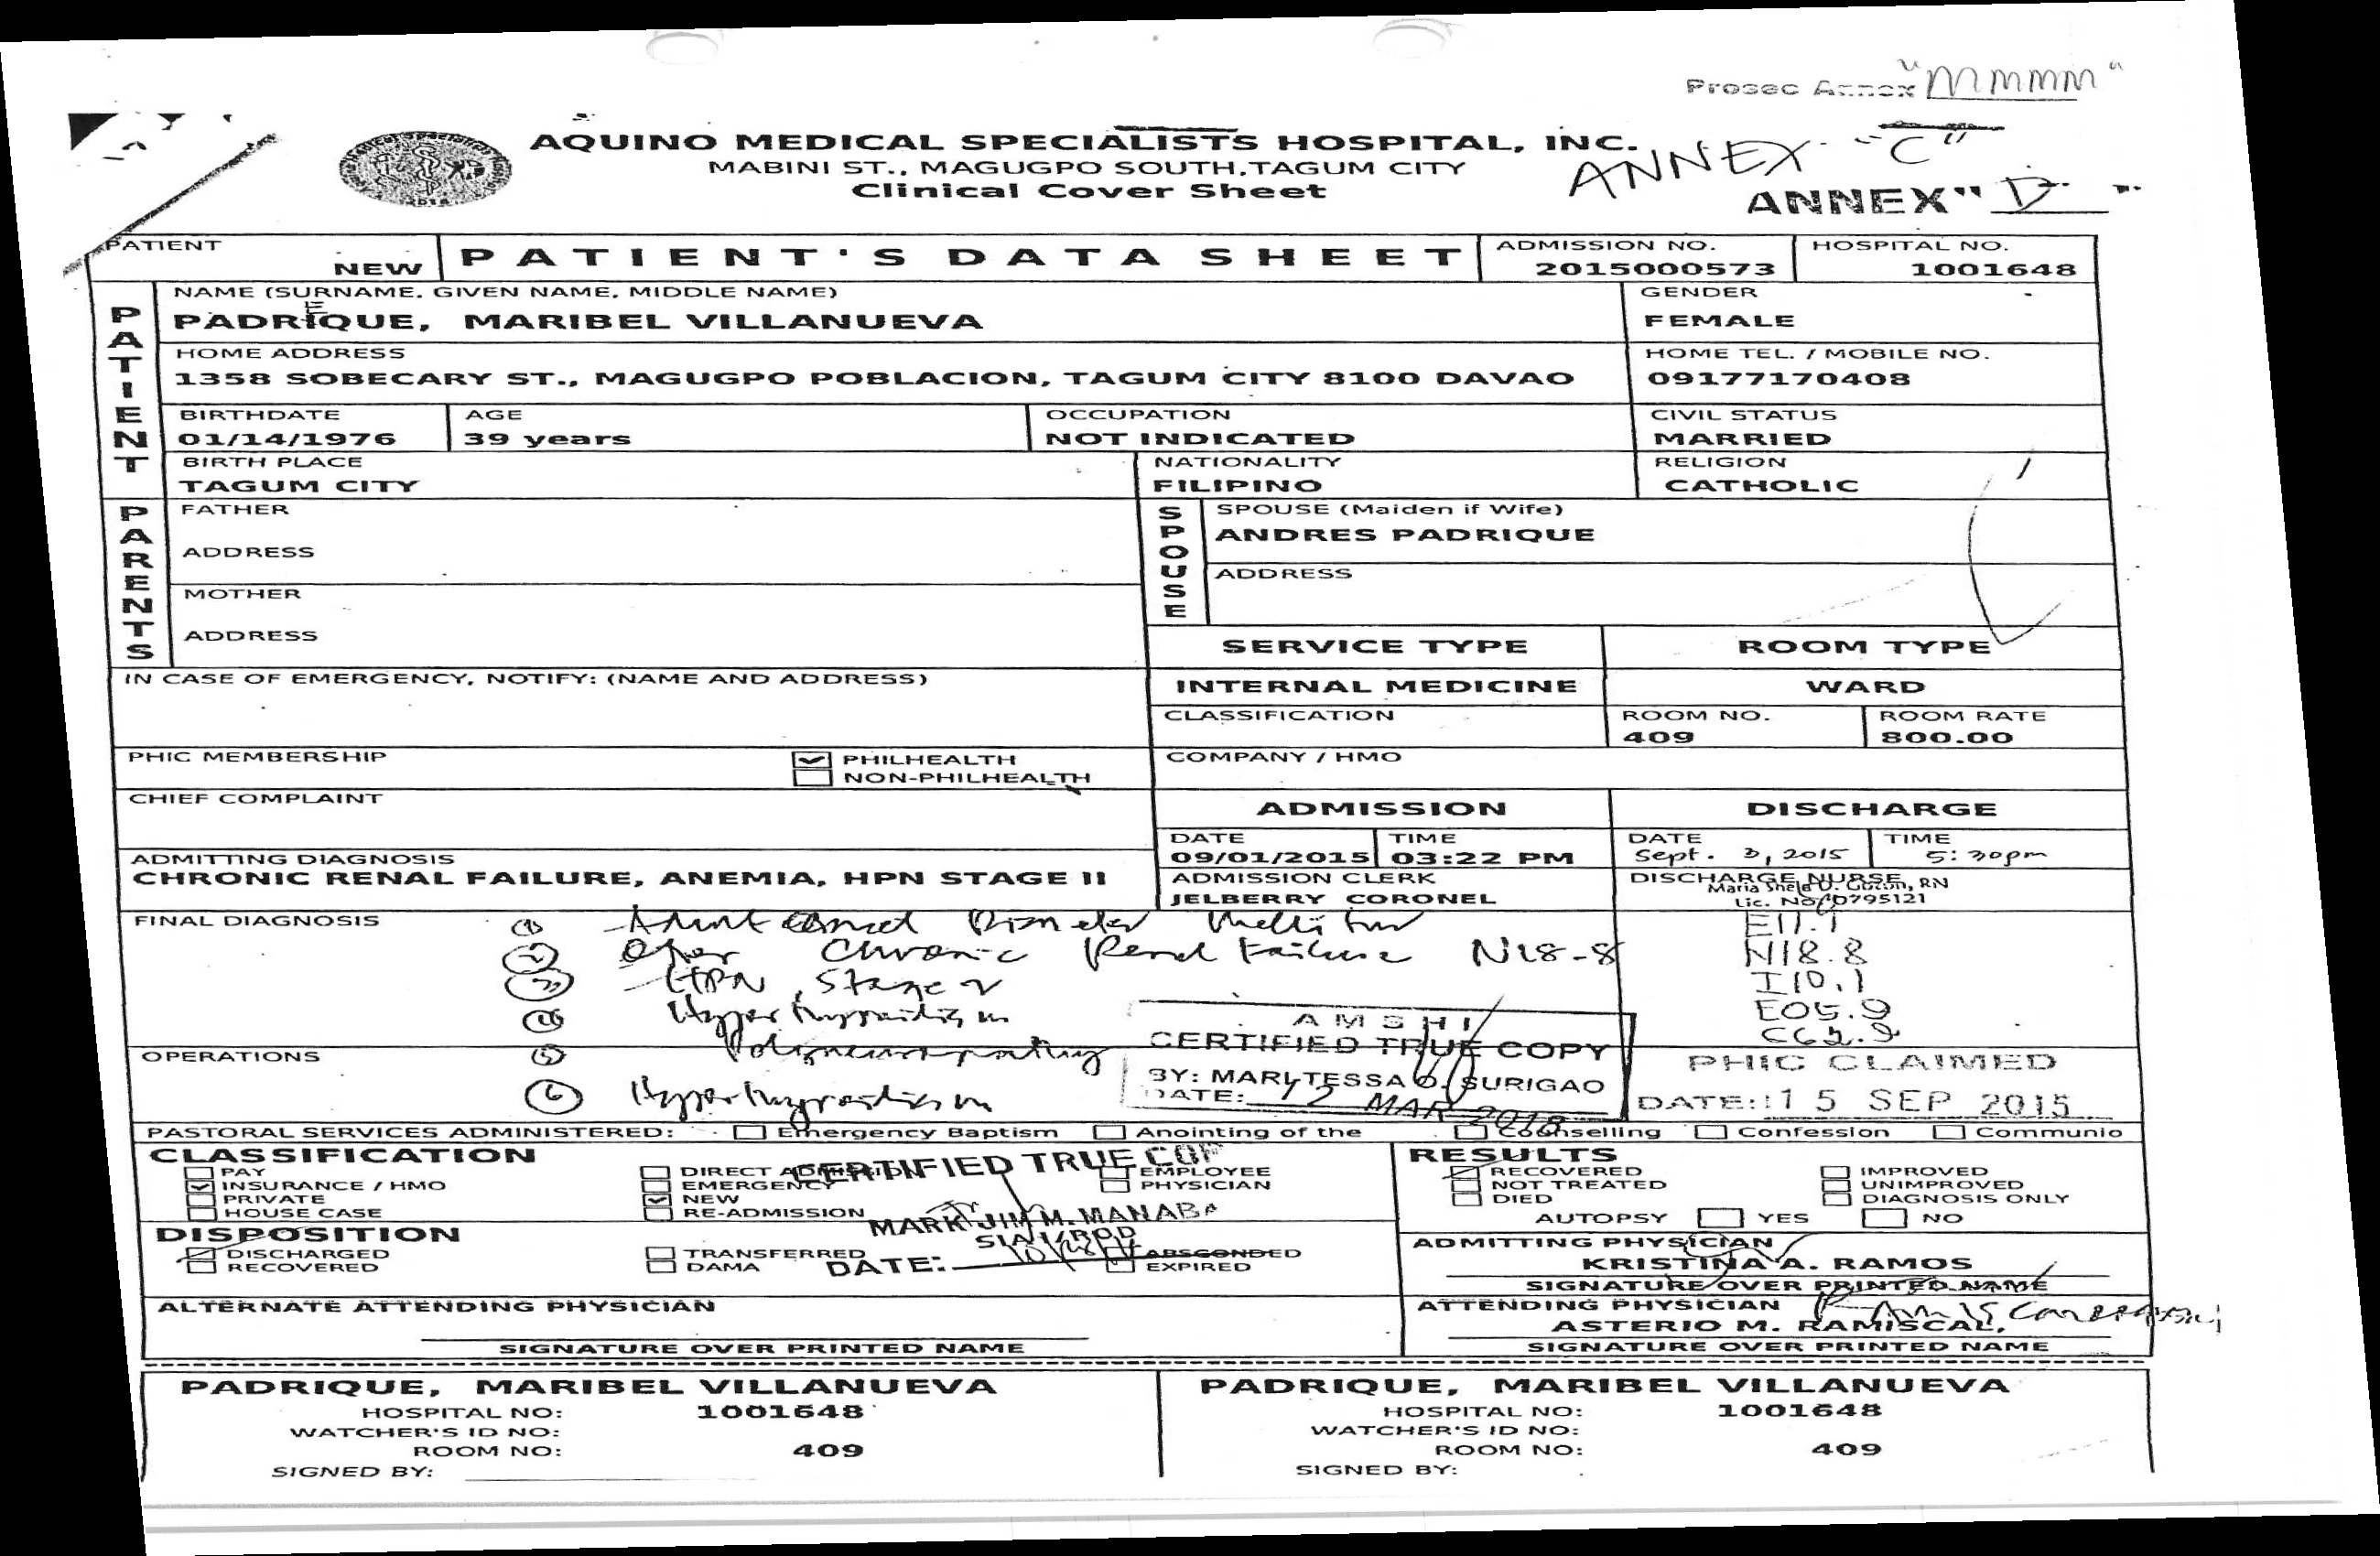 Prosec Annex "MMMM"
AQUINO MEDICAL SPECIALISTS HOSPITAL, INC.
MABINI ST., MAGUGPO SOUTH, TAGUM CITY
Clinical Cover Sheet
ANNEX "C"
ANNEX "D"
PATIENT NEW
PATIENT'S DATA SHEET
ADMISSION NO. 2015000573
HOSPITAL NO. 1001648
PATIENT
NAME (SURNAME, GIVEN NAME, MIDDLE NAME)
E
PADRIQUE, MARIBEL VILLANUEVA
GENDER
FEMALE
HOME ADDRESS
1358 SOBECARY ST., MAGUGPO POBLACION, TAGUM CITY 8100 DAVAO
HOME TEL. / MOBILE NO.
09177170408
BIRTHDATE
01/14/1976
AGE
39 years
OCCUPATION
NOT INDICATED
CIVIL STATUS
MARRIED
BIRTH PLACE
TAGUM CITY
NATIONALITY
FILIPINO
RELIGION
CATHOLIC
PARENTS
FATHER
ADDRESS
MOTHER
ADDRESS
SPOUSE
SPOUSE (Maiden if Wife)
ANDRES PADRIQUE
ADDRESS
SERVICE TYPE
INTERNAL MEDICINE
ROOM TYPE
WARD
IN CASE OF EMERGENCY, NOTIFY: (NAME AND ADDRESS)
CLASSIFICATION
ROOM NO.
409
ROOM RATE
800.00
PHIC MEMBERSHIP
PHILHEALTH
NON-PHILHEALTH
COMPANY / HMO
CHIEF COMPLAINT
ADMISSION
DISCHARGE
DATE
09/01/2015
TIME
03:22 PM
DATE
Sept. 3, 2015
TIME
5:30pm
ADMITTING DIAGNOSIS
CHRONIC RENAL FAILURE, ANEMIA, HPN STAGE II
ADMISSION CLERK
JELBERRY CORONEL
DISCHARGE NURSE
Maria RN
Lic. No. 0795121
FINAL DIAGNOSIS
(1) Adult Onset Diabetes Mellitus
(2) Other Chronic Renal Failure N18-8
(3) HPN, Stage 2
(4) Hyperthyroidism
(5) Polyneuropathy
(6) Hyperthyroidism
E11.9
N18.8
I10.1
E05.9
OPERATIONS
AMSHI
CERTIFIED TRUE COPY
BY: MARITESSA O. SURIGAO
DATE: 12 MAR 2018
PHIC CLAIMED
DATE: 15 SEP 2015
PASTORAL SERVICES ADMINISTERED: Emergency Baptism Anointing of the Counselling Confession Communio
CLASSIFICATION
PAY
INSURANCE / HMO
PRIVATE
HOUSE CASE
DIRECT ADMISSION
EMERGENCY
NEW
RE-ADMISSION
EMPLOYEE
PHYSICIAN
CERTIFIED TRUE COP
MARK JIM M. MANABA
DATE:
RESULTS
RECOVERED
NOT TREATED
DIED
IMPROVED
UNIMPROVED
DIAGNOSIS ONLY
AUTOPSY YES NO
DISPOSITION
DISCHARGED
RECOVERED
TRANSFERRED
DAMA
ABSCONDED
EXPIRED
ADMITTING PHYSICIAN
KRISTINA A. RAMOS
SIGNATURE OVER PRINTED NAME
ALTERNATE ATTENDING PHYSICIAN
SIGNATURE OVER PRINTED NAME
ATTENDING PHYSICIAN
ASTERIO M. RAMISCAL,
SIGNATURE OVER PRINTED NAME
PADRIQUE, MARIBEL VILLANUEVA
HOSPITAL NO: 1001648
WATCHER'S ID NO:
ROOM NO: 409
SIGNED BY:
PADRIQUE, MARIBEL VILLANUEVA
HOSPITAL NO: 1001648
WATCHER'S ID NO:
ROOM NO: 409
SIGNED BY: